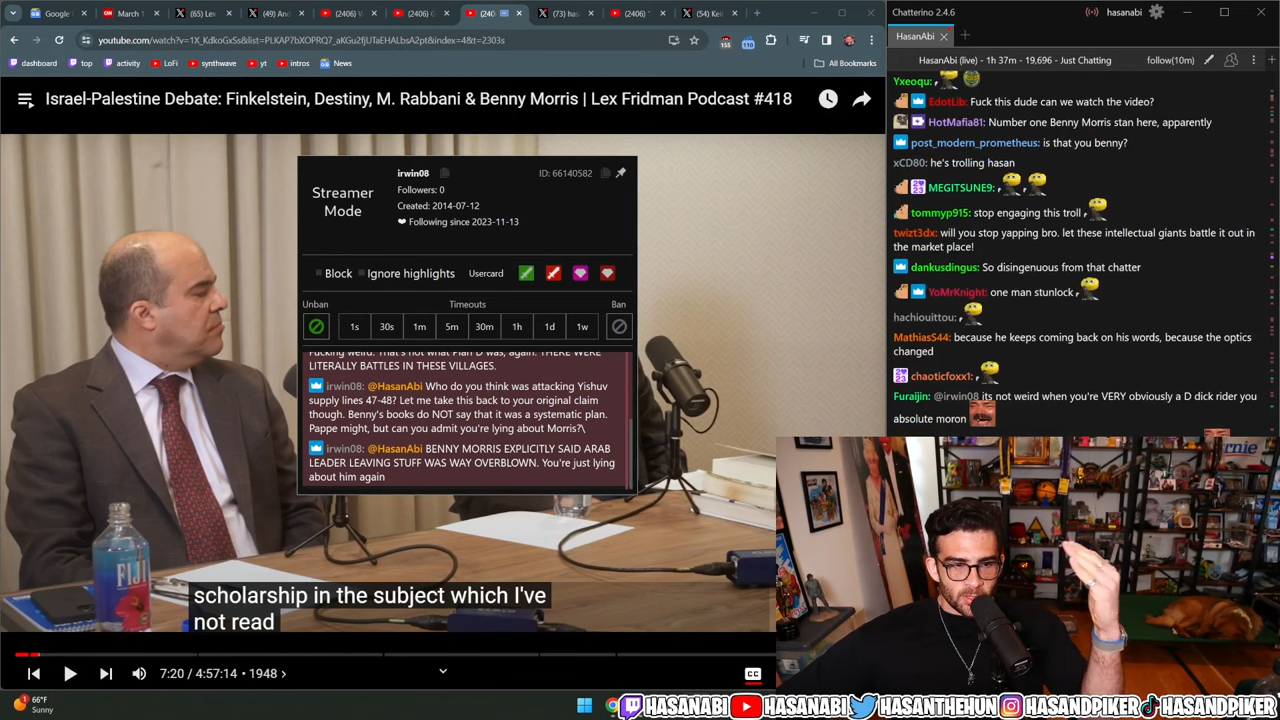 Google
March 1
(65) Lev
(49) And
(2406) V
(2406) C
(240
(73) has
(2406) "
(54) Kei
youtube.com/watch?v=1X_KdkoGxSs&list=PLKAP7bXOPRQ7_aKGu2fjUTaEHALbsA2pt&index=4&t=2303s
155
110
dashboard
top
activity
LoFi
synthwave
yt
intros
News
All Bookmarks
Israel-Palestine Debate: Finkelstein, Destiny, M. Rabbani & Benny Morris | Lex Fridman Podcast #418
Streamer
Mode
irwin08
ID: 66140582
Followers: 0
Created: 2014-07-12
❤ Following since 2023-11-13
Block
Ignore highlights
Usercard
Unban
Timeouts
Ban
1s
30s
1m
5m
30m
1h
1d
1w
Fucking weird. That's not what Plan D was, again. THERE WERE
LITERALLY BATTLES IN THESE VILLAGES.
irwin08: @HasanAbi Who do you think was attacking Yishuv
supply lines 47-48? Let me take this back to your original claim
though. Benny's books do NOT say that it was a systematic plan.
Pappe might, but can you admit you're lying about Morris?\
irwin08: @HasanAbi BENNY MORRIS EXPLICITLY SAID ARAB
LEADER LEAVING STUFF WAS WAY OVERBLOWN. You're just lying
about him again
FIJI
scholarship in the subject which I've
not read
7:20 / 4:57:14 • 1948 >
CC
66°F
Sunny
Chatterino 2.4.6
hasanabi
HasanAbi
HasanAbi (live) - 1h 37m - 19,696 - Just Chatting
follow(10m)
Yxeoqu:
EdotLib: Fuck this dude can we watch the video?
HotMafia81: Number one Benny Morris stan here, apparently
post_modern_prometheus: is that you benny?
xCD80: he's trolling hasan
MEGITSUNE9:
tommyp915: stop engaging this troll
twizt3dx: will you stop yapping bro. let these intellectual giants battle it out in
the market place!
dankusdingus: So disingenuous from that chatter
YoMrKnight: one man stunlock
hachiouittou:
MathiasS44: because he keeps coming back on his words, because the optics
changed
chaoticfoxx1:
Furaijin: @irwin08 its not weird when you're VERY obviously a D dick rider you
absolute moron
HASANABI
HASANABI
HASANTHEHUN
HASANDPIKER
HASANDPIKER